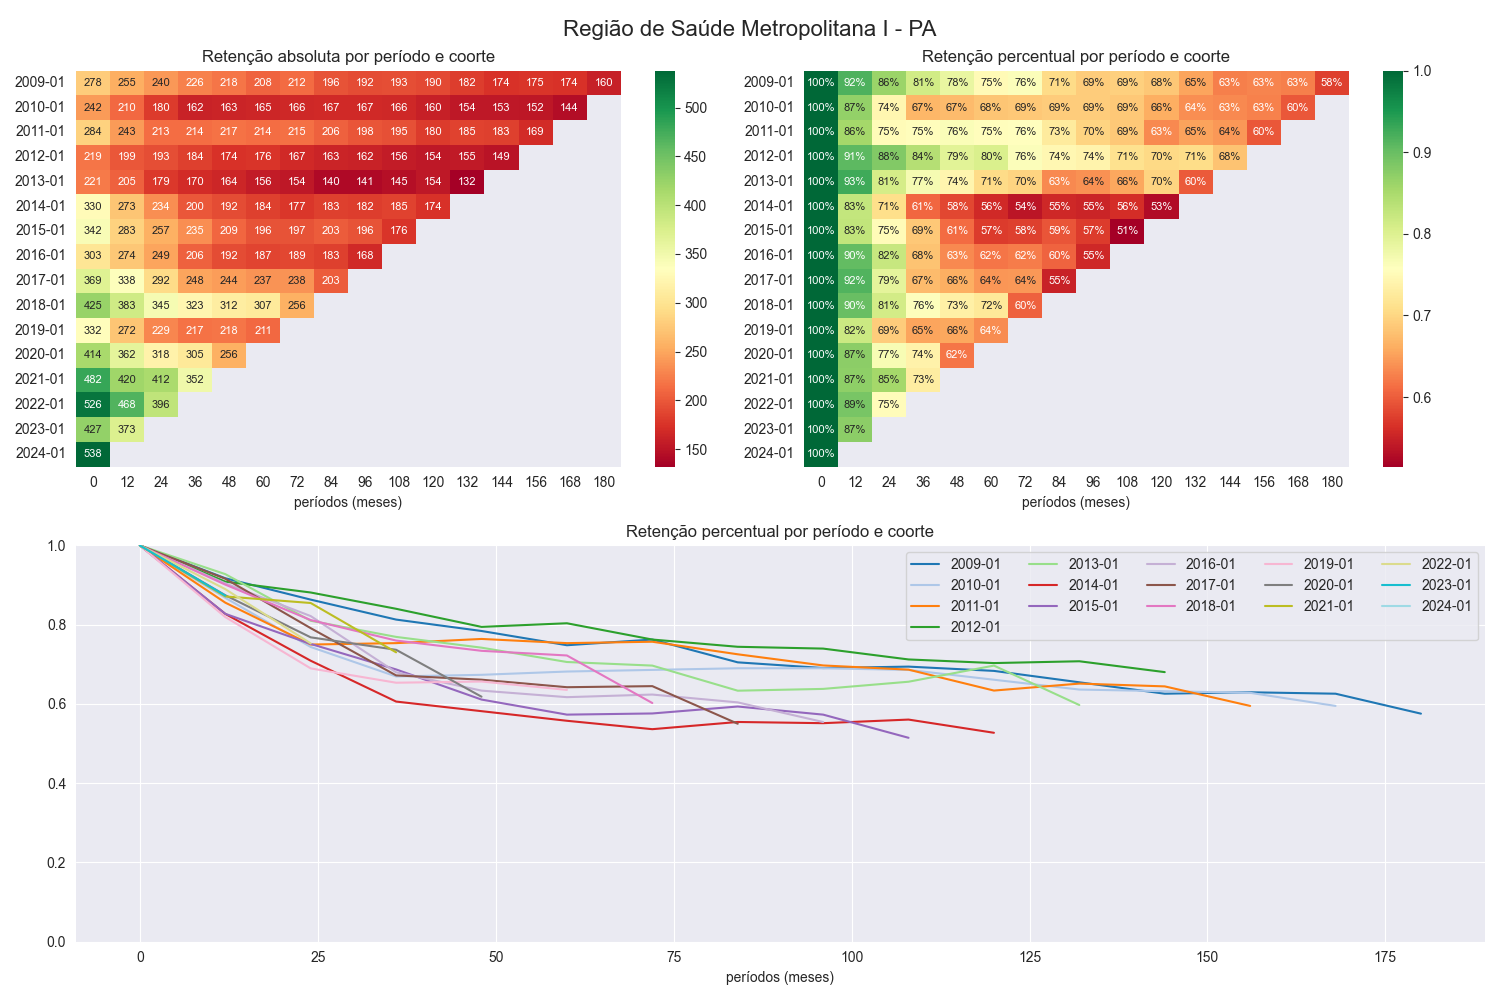 Região de Saúde Metropolitana I - PA
Retenção absoluta por período e coorte
2009-01 278 255 240 226 218 208 212 196 192 193 190 182 174 175 174 160
2010-01 242 210 180 162 163 165 166 167 167 166 160 154 153 152 144
2011-01 284 243 213 214 217 214 215 206 198 195 180 185 183 169
2012-01 219 199 193 184 174 176 167 163 162 156 154 155 149
2013-01 221 205 179 170 164 156 154 140 141 145 154 132
2014-01 330 273 234 200 192 184 177 183 182 185 174
2015-01 342 283 257 235 209 196 197 203 196 176
2016-01 303 274 249 206 192 187 189 183 168
2017-01 369 338 292 248 244 237 238 203
2018-01 425 383 345 323 312 307 256
2019-01 332 272 229 217 218 211
2020-01 414 362 318 305 256
2021-01 482 420 412 352
2022-01 526 468 396
2023-01 427 373
2024-01 538
0 12 24 36 48 60 72 84 96 108 120 132 144 156 168 180
períodos (meses)
500
450
400
350
300
250
200
150
Retenção percentual por período e coorte
2009-01 100% 92% 86% 81% 78% 75% 76% 71% 69% 69% 68% 65% 63% 63% 63% 58%
2010-01 100% 87% 74% 67% 67% 68% 69% 69% 69% 69% 66% 64% 63% 63% 60%
2011-01 100% 86% 75% 75% 76% 75% 76% 73% 70% 69% 63% 65% 64% 60%
2012-01 100% 91% 88% 84% 79% 80% 76% 74% 74% 71% 70% 71% 68%
2013-01 100% 93% 81% 77% 74% 71% 70% 63% 64% 66% 70% 60%
2014-01 100% 83% 71% 61% 58% 56% 54% 55% 55% 56% 53%
2015-01 100% 83% 75% 69% 61% 57% 58% 59% 57% 51%
2016-01 100% 90% 82% 68% 63% 62% 62% 60% 55%
2017-01 100% 92% 79% 67% 66% 64% 64% 55%
2018-01 100% 90% 81% 76% 73% 72% 60%
2019-01 100% 82% 69% 65% 66% 64%
2020-01 100% 87% 77% 74% 62%
2021-01 100% 87% 85% 73%
2022-01 100% 89% 75%
2023-01 100% 87%
2024-01 100%
0 12 24 36 48 60 72 84 96 108 120 132 144 156 168 180
períodos (meses)
1.0
0.9
0.8
0.7
0.6
Retenção percentual por período e coorte
1.0
0.8
0.6
0.4
0.2
0.0
2009-01 2013-01 2016-01 2019-01 2022-01
2010-01 2014-01 2017-01 2020-01 2023-01
2011-01 2015-01 2018-01 2021-01 2024-01
2012-01
0 25 50 75 100 125 150 175
períodos (meses)